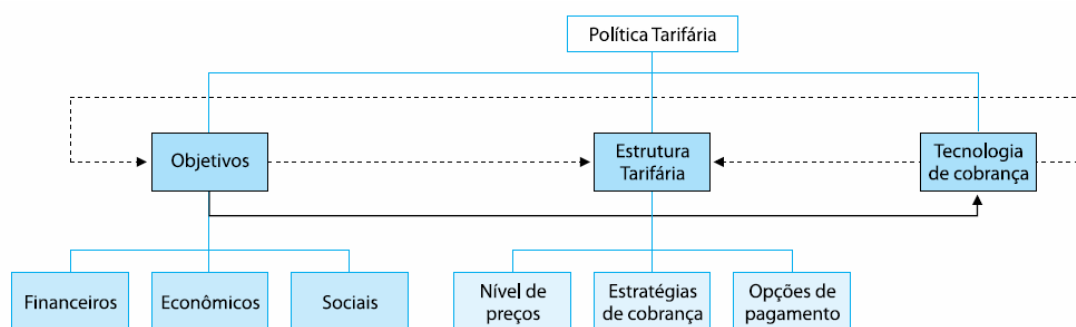 Política Tarifária
Objetivos
Estrutura
Tarifária
Tecnologia
de cobrança
Financeiros
Econômicos
Sociais
Nível de
preços
Estratégias
de cobrança
Opções de
pagamento